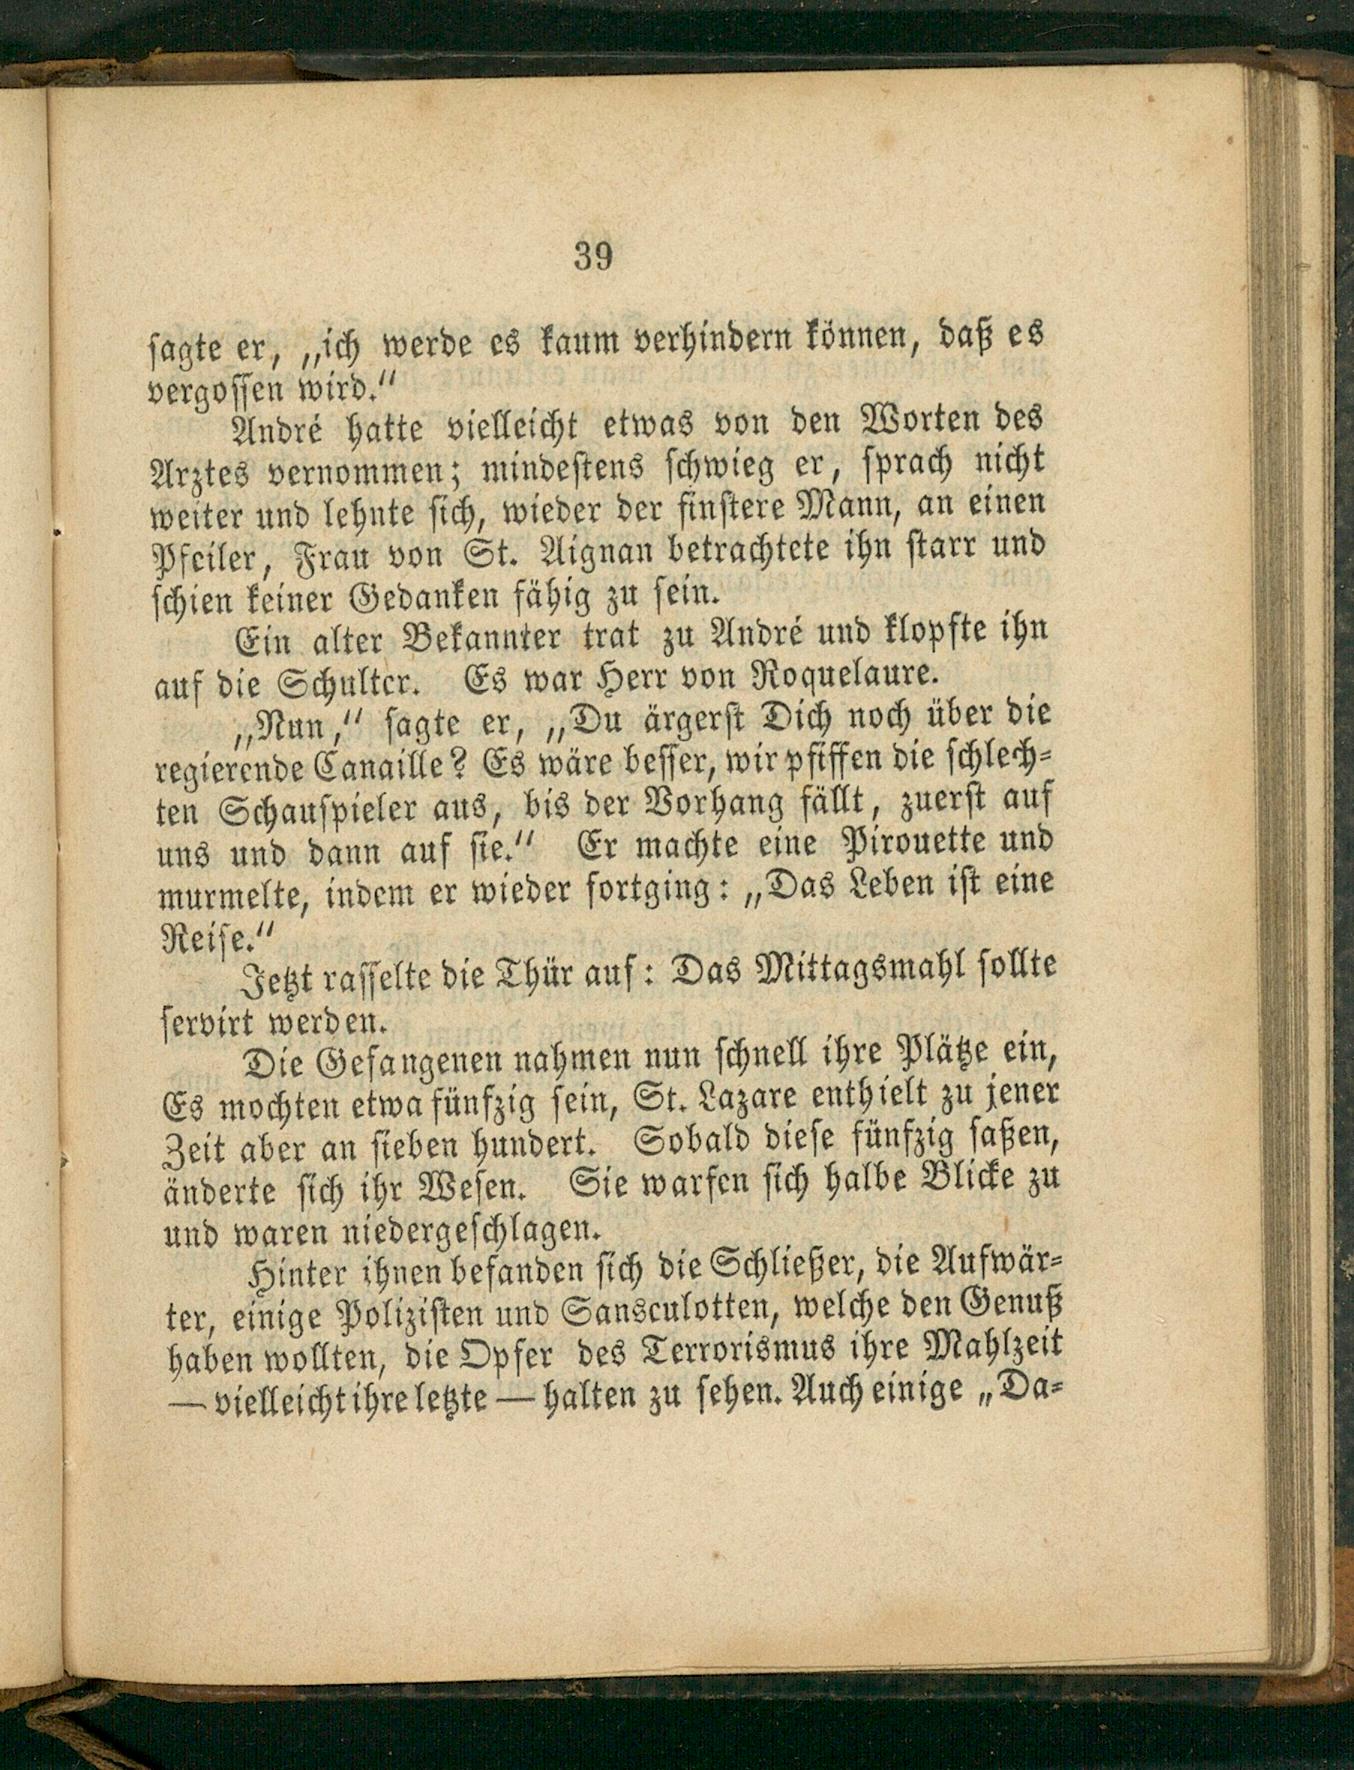 39
sagte er, „ich werde es kaum verhindern können, daß es
vergossen wird.“
André hatte vielleicht etwas von den Worten des
Arztes vernommen; mindestens schwieg er, sprach nicht
weiter und lehnte sich, wieder der finstere Mann, an einen
Pfeiler, Frau von St. Aignan betrachtete ihn starr und
schien keiner Gedanken fähig zu sein.
Ein alter Bekannter trat zu André und klopfte ihn
auf die Schulter. Es war Herr von Roquelaure.
„Nun,“ sagte er, „Du ärgerst Dich noch über die
regierende Canaille? Es wäre besser, wir pfiffen die schlech-
ten Schauspieler aus, bis der Vorhang fällt, zuerst auf
uns und dann auf sie.“ Er machte eine Pirouette und
murmelte, indem er wieder fortging: „Das Leben ist eine
Reise.“
Jetzt rasselte die Thür auf: Das Mittagsmahl sollte
servirt werden.
Die Gefangenen nahmen nun schnell ihre Plätze ein,
Es mochten etwa fünfzig sein, St. Lazare enthielt zu jener
Zeit aber an sieben hundert. Sobald diese fünfzig saßen,
änderte sich ihr Wesen. Sie warfen sich halbe Blicke zu
und waren niedergeschlagen.
Hinter ihnen befanden sich die Schließer, die Aufwär-
ter, einige Polizisten und Sansculotten, welche den Genuß
haben wollten, die Opfer des Terrorismus ihre Mahlzeit
— vielleicht ihre letzte — halten zu sehen. Auch einige „Da-